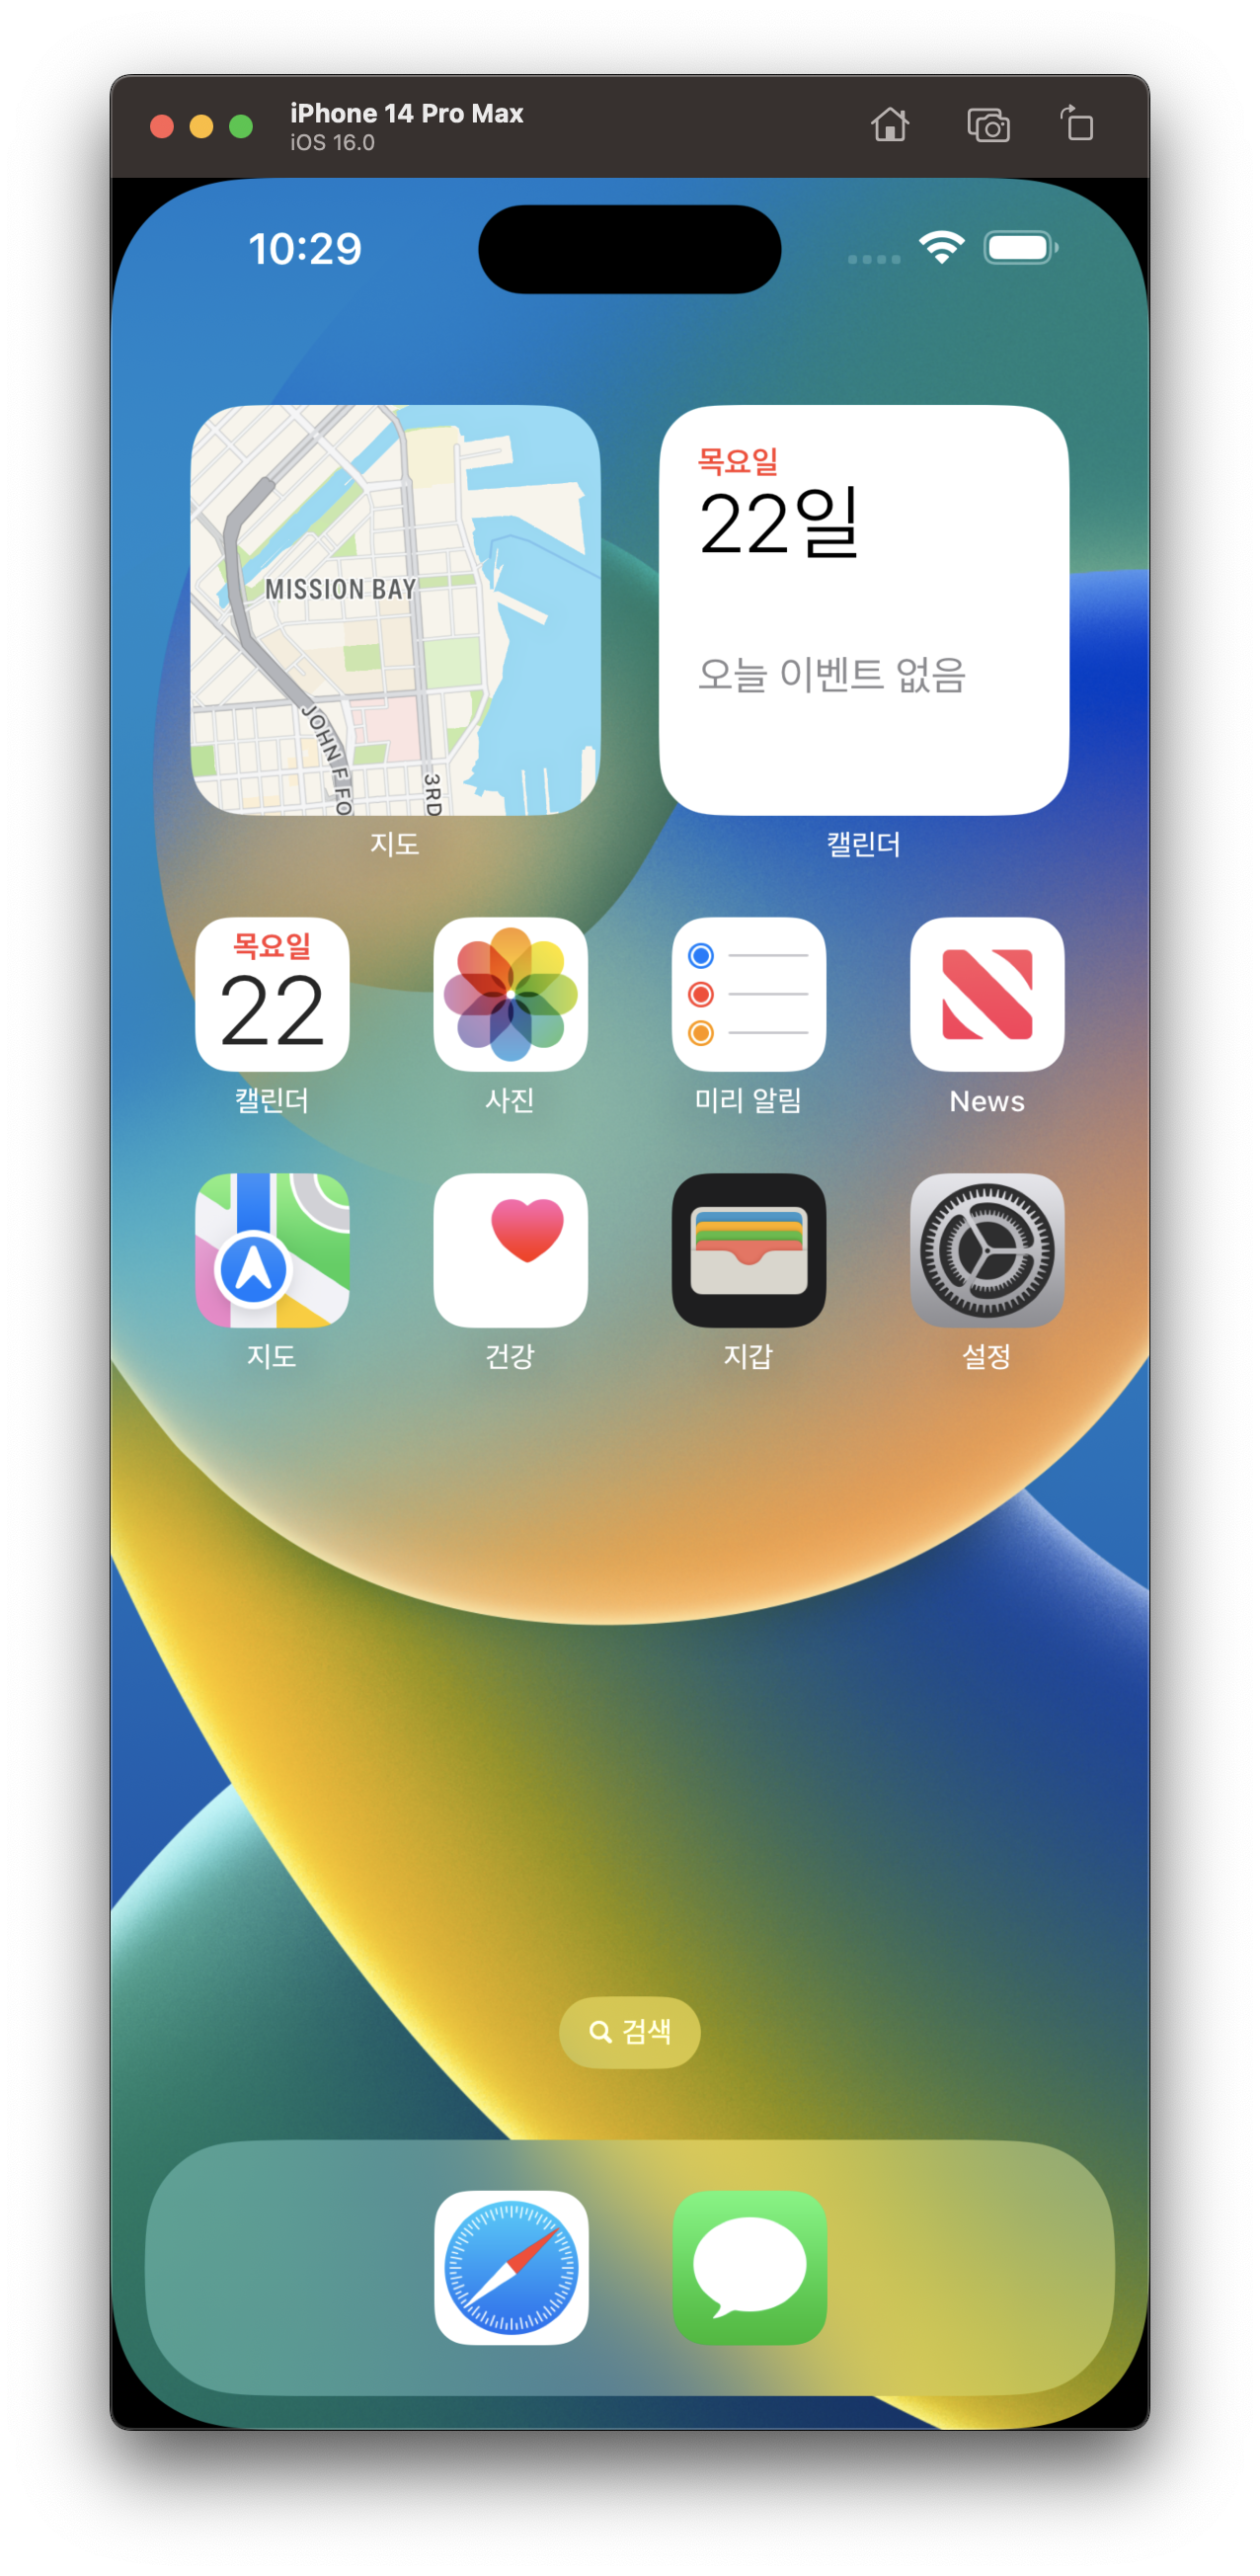 iPhone 14 Pro Max
iOS 16.0
10:29
MISSION BAY
JOHN F FO
3RD
지도
목요일
22일
오늘 이벤트 없음
캘린더
목요일
22
캘린더
사진
미리 알림
News
지도
건강
지갑
설정
검색